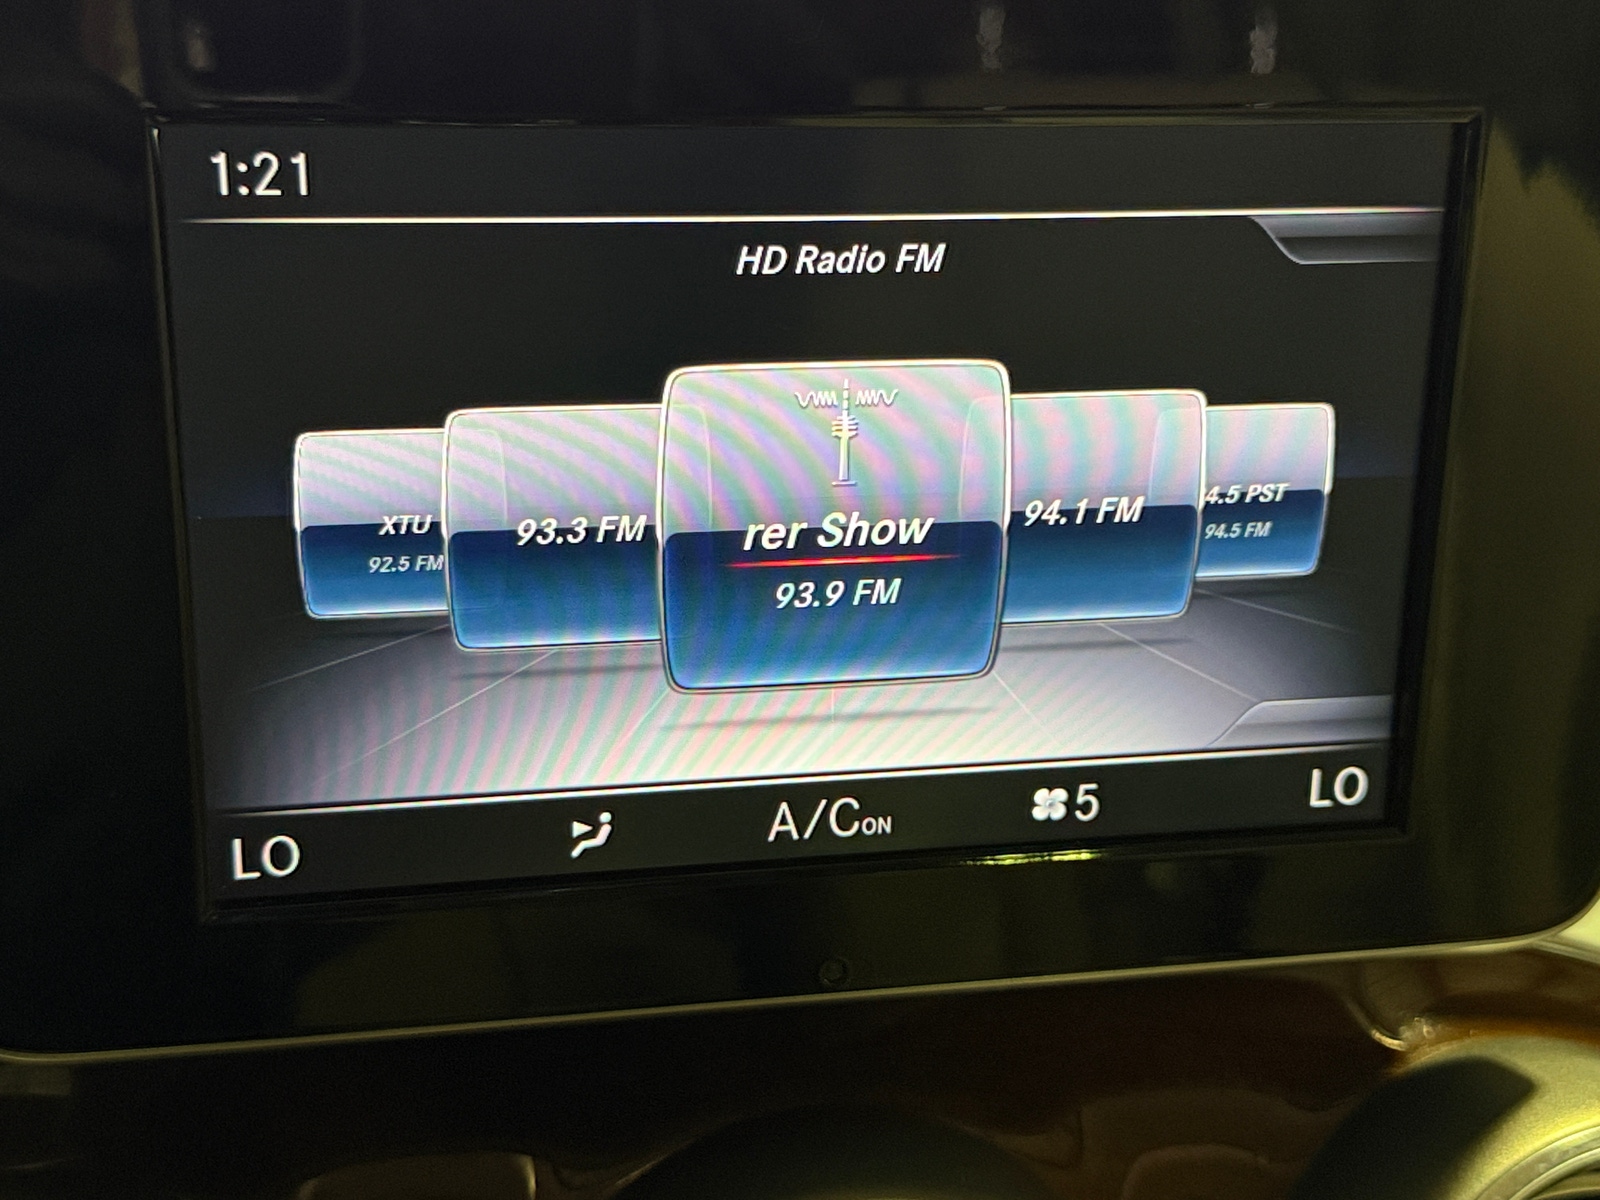 1:21
HD Radio FM
XTU
92.5 FM
93.3 FM
rer Show
93.9 FM
94.1 FM
4.5 PST
94.5 FM
LO
A/C ON
5
LO